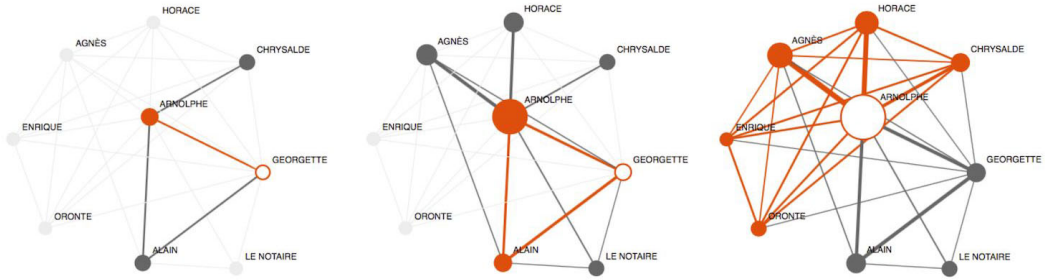 HORACE
AGNÈS
CHRYSALDE
ARNOLPHE
ENRIQUE
GEORGETTE
ORONTE
ALAIN
LE NOTAIRE
HORACE
AGNÈS
CHRYSALDE
ARNOLPHE
ENRIQUE
GEORGETTE
ORONTE
ALAIN
LE NOTAIRE
HORACE
AGNÈS
CHRYSALDE
ARNOLPHE
ENRIQUE
GEORGETTE
ORONTE
ALAIN
LE NOTAIRE